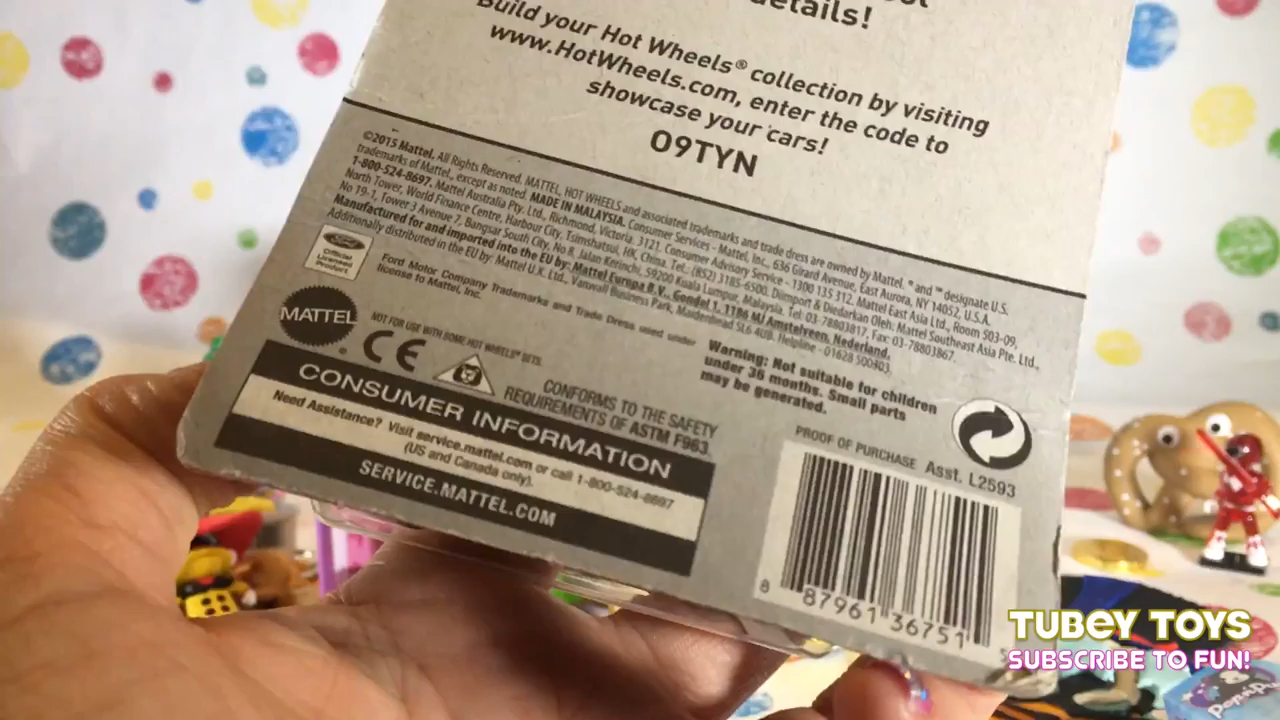 details!
Build your Hot Wheels® collection by visiting
www.HotWheels.com, enter the code to
showcase your cars!
O9TYN
©2015 Mattel. All Rights Reserved. MATTEL, HOT WHEELS and associated trademarks and trade dress are owned by Mattel. ® and ™ designate U.S.
trademarks of Mattel, except as noted. MADE IN MALAYSIA. Consumer Services - Mattel, Inc., 636 Girard Avenue, East Aurora, NY 14052, U.S.A.
1-800-524-8697. Mattel Australia Pty. Ltd., Richmond, Victoria. 3121. Consumer Advisory Service - 1300 135 312. Mattel East Asia Ltd., Room 503-09,
North Tower, World Finance Centre, Harbour City, Tsimshatsui, HK, China. Tel.: (852) 3185-6500. Diimport & Diedarkan Oleh: Mattel Southeast Asia Pte. Ltd.,
No 19-1, Tower 3 Avenue 7, Bangsar South City, No 8, Jalan Kerinchi, 59200 Kuala Lumpur, Malaysia. Tel: 03-78803817, Fax: 03-78803867.
Manufactured for and imported into the EU by: Mattel Europa B.V., Gondel 1, 1186 MJ Amstelveen, Nederland.
Additionally distributed in the EU by: Mattel U.K. Ltd., Vanwall Business Park, Maidenhead SL6 4UB. Helpline - 01628 500303.
Ford
Official
Licensed
Product
Ford Motor Company Trademarks and Trade Dress used under
license to Mattel, Inc.
MATTEL
NOT FOR USE WITH SOME HOT WHEELS® SETS.
CE
CONFORMS TO THE SAFETY
REQUIREMENTS OF ASTM F963.
Warning: Not suitable for children
under 36 months. Small parts
may be generated.
CONSUMER INFORMATION
Need Assistance? Visit service.mattel.com or call 1-800-524-8697
(US and Canada only).
SERVICE.MATTEL.COM
PROOF OF PURCHASE Asst. L2593
8 87961 36751 5
TUBEY TOYS
SUBSCRIBE TO FUN!